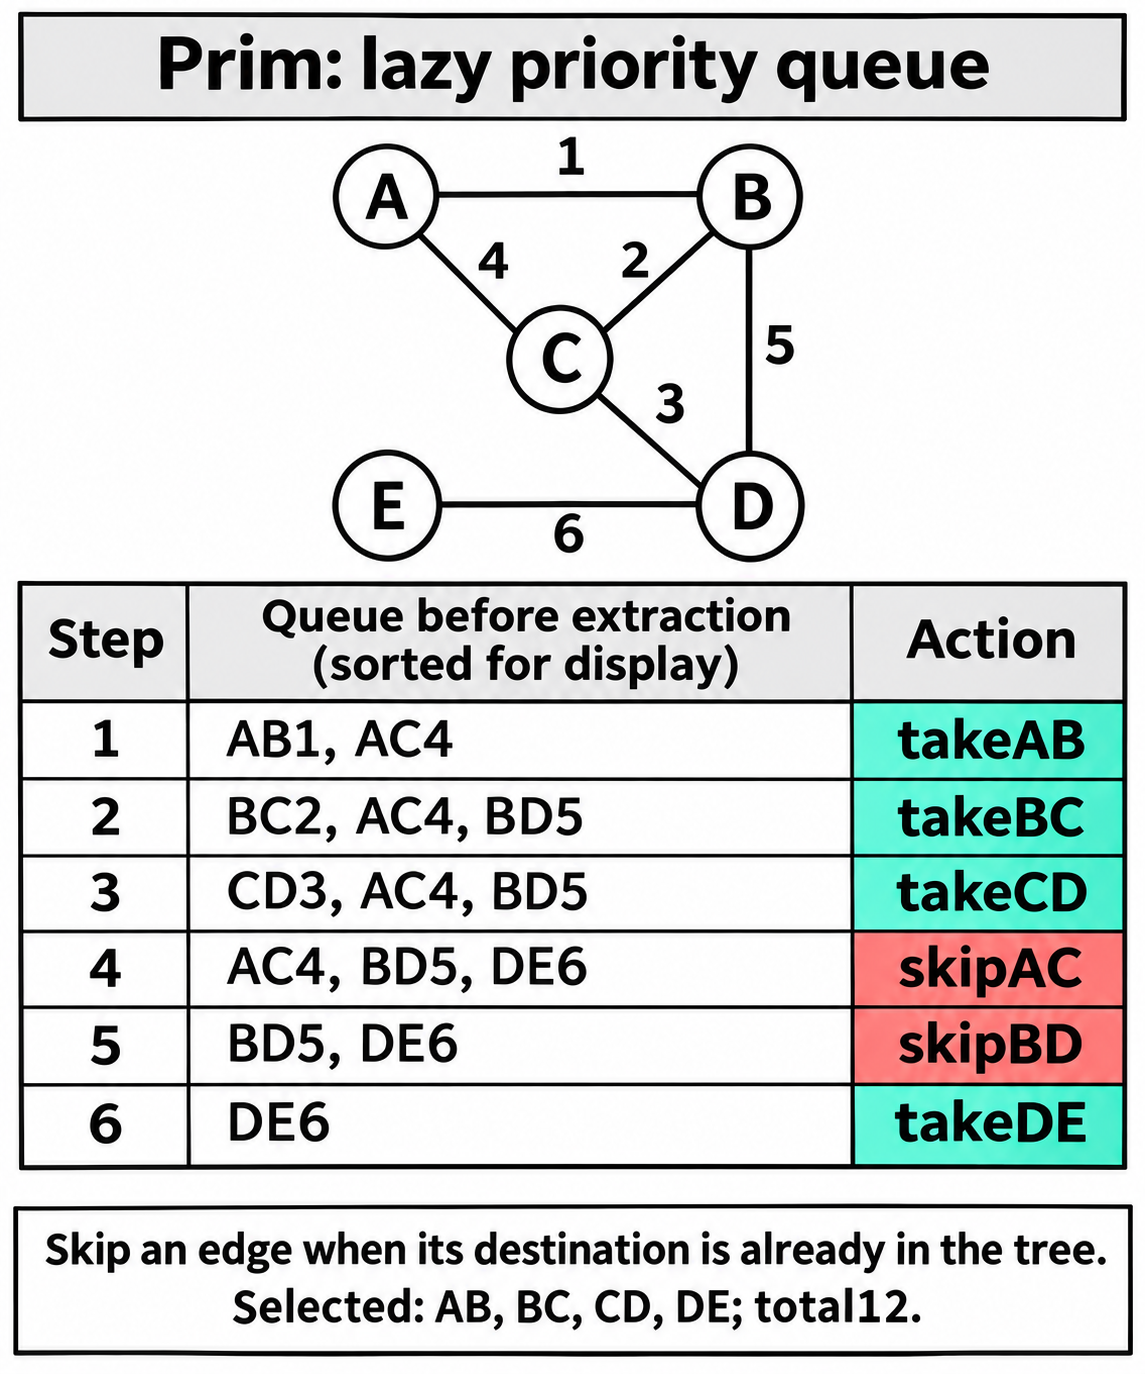 Prim: lazy priority queue
1
A
B
4
2
C
5
3
E
D
6
Step
Queue before extraction
(sorted for display)
Action
1
AB1, AC4
takeAB
2
BC2, AC4, BD5
takeBC
3
CD3, AC4, BD5
takeCD
4
AC4, BD5, DE6
skipAC
5
BD5, DE6
skipBD
6
DE6
takeDE
Skip an edge when its destination is already in the tree.
Selected: AB, BC, CD, DE; total12.